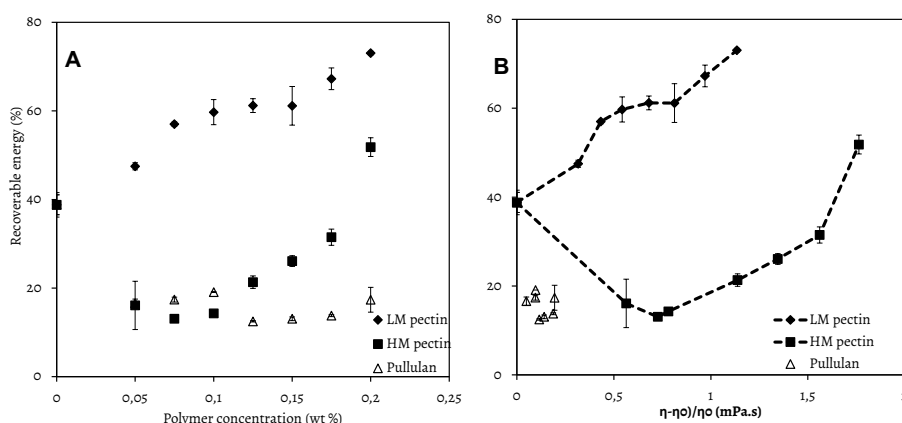 A
80
60
40
20
0
Recoverable energy (%)
LM pectin
HM pectin
Pullulan
0 0,05 0,1 0,15 0,2 0,25
Polymer concentration (wt %)
B
80
60
40
20
0
LM pectin
HM pectin
Pullulan
0 0,5 1 1,5
η-η0)/η0 (mPa.s)